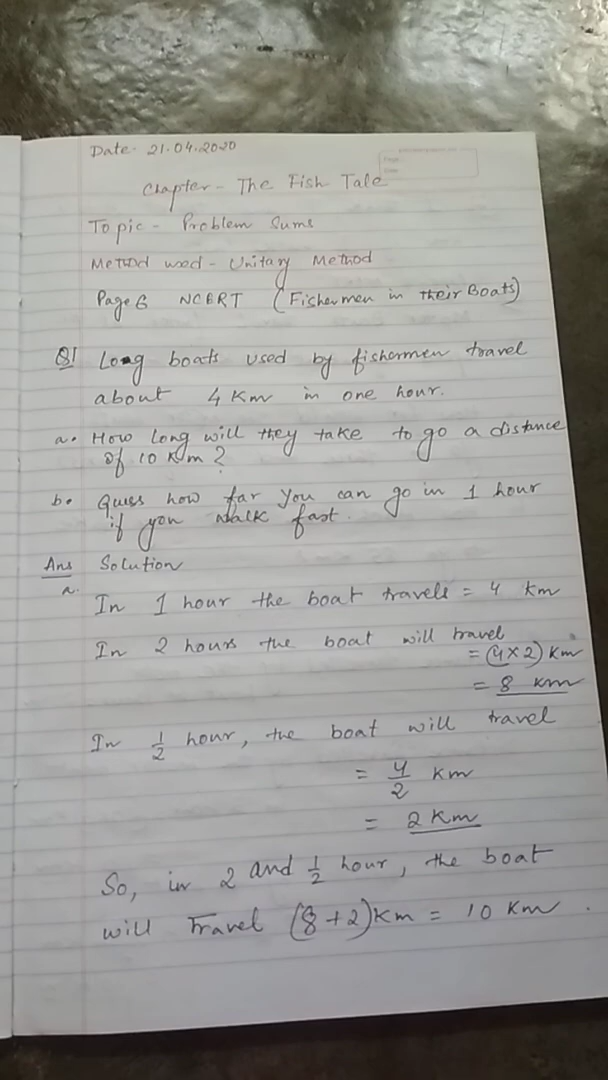 Date- 21.04.2020
Chapter- The Fish Tale
Topic - Problem Sums
Method used - Unitary Method
Page 6 NCERT (Fishermen in their Boats)
Q1 Long boats used by fishermen travel
about 4 Km in one hour.
a. How long will they take to go a distance
of 10 Km?
b. Guess how far you can go in 1 hour
if you walk fast.
Ans Solution
a.
In 1 hour the boat travels = 4 Km
In 2 hours the boat will travel
= (4 x 2) Km
= 8 km
In 1/2 hour, the boat will travel
= 4/2 Km
= 2 Km
So, in 2 and 1/2 hour, the boat
will Travel (8+2)Km = 10 Km.